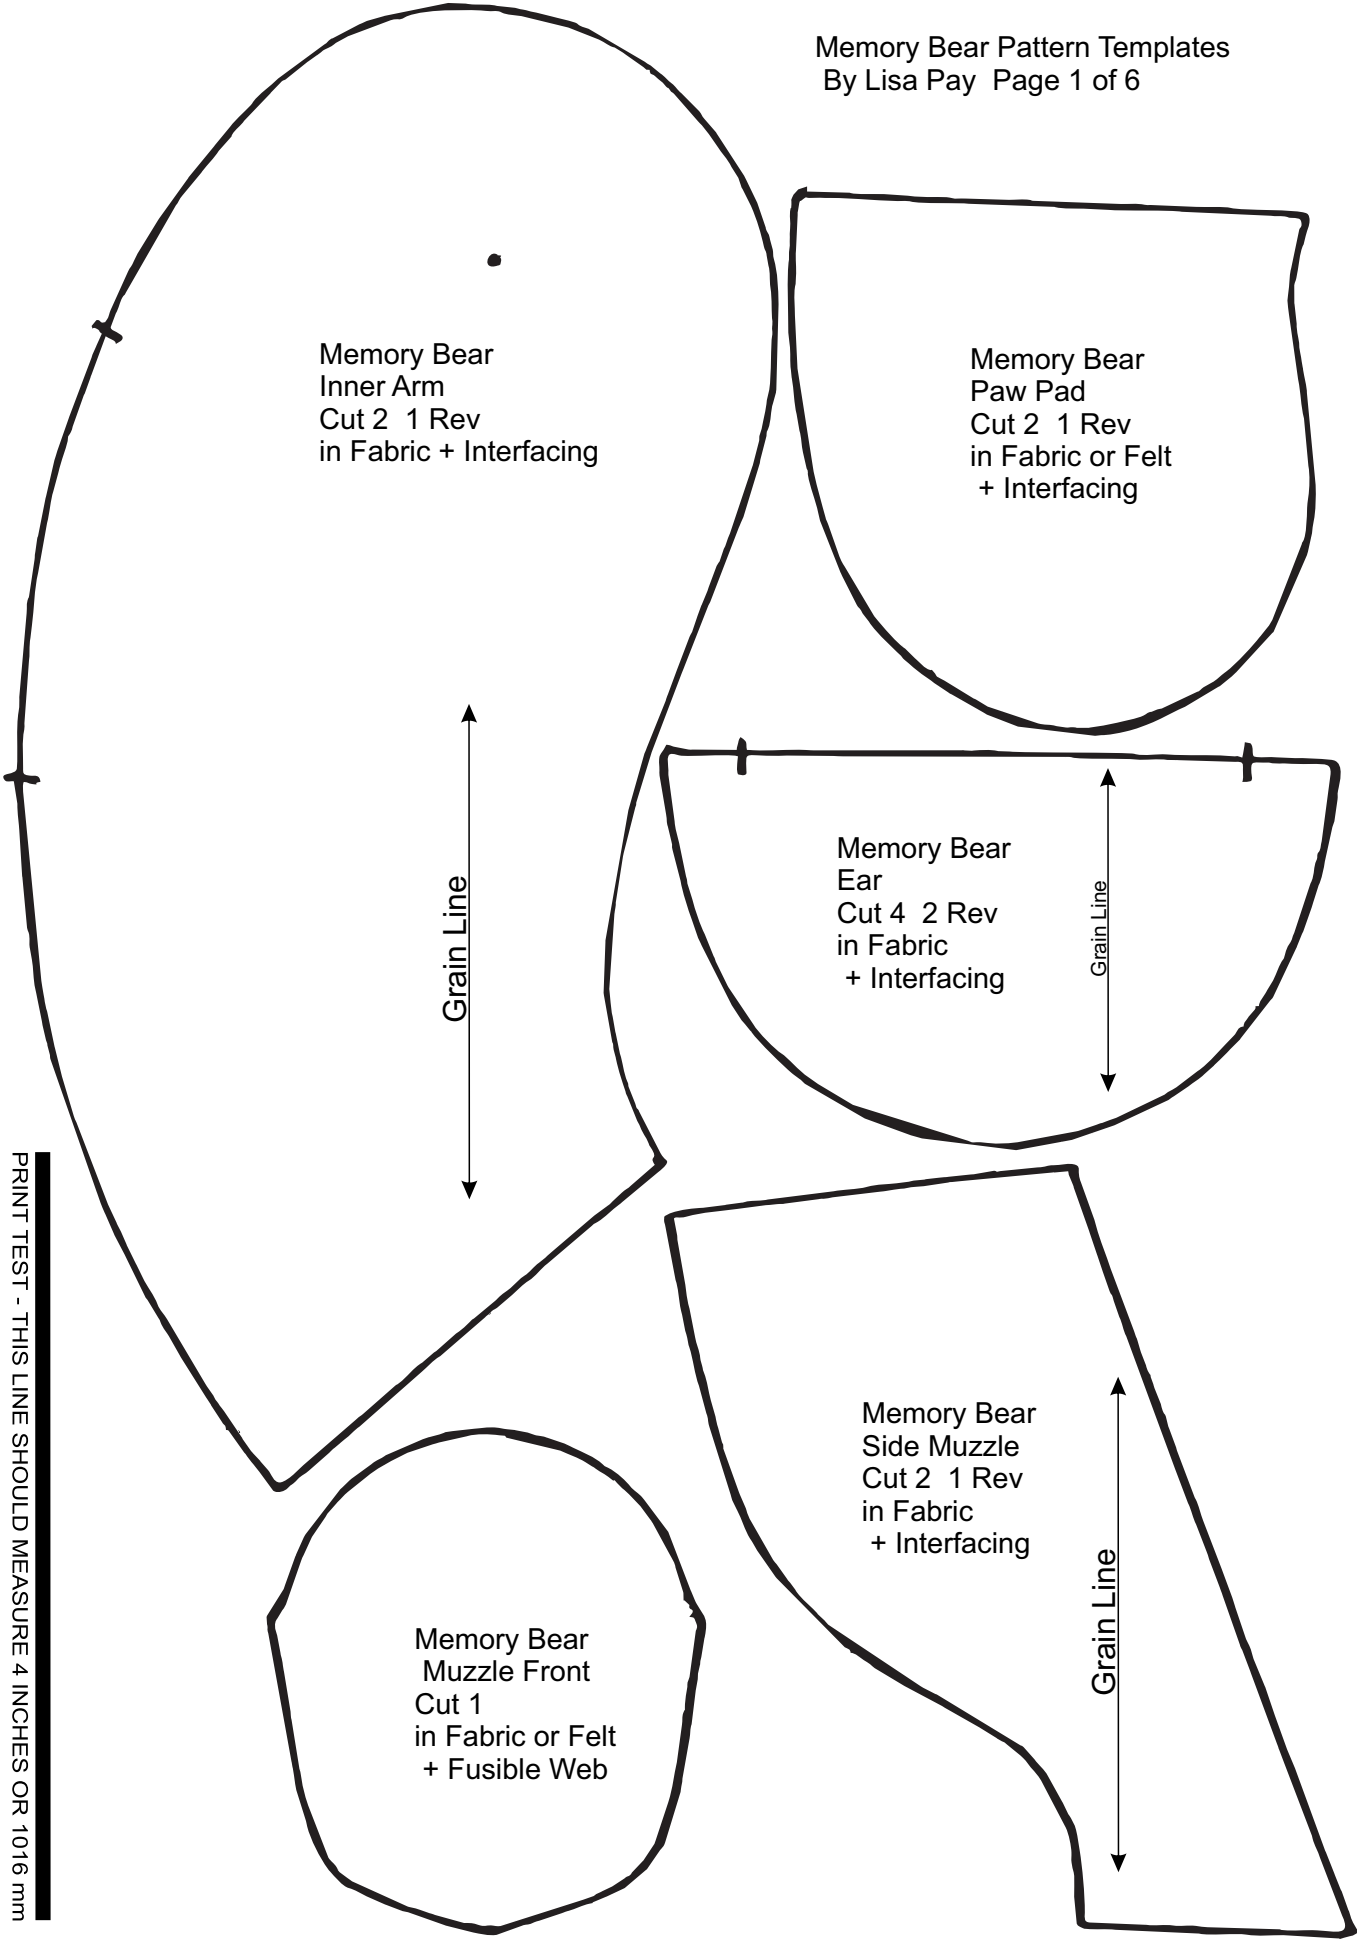 Memory Bear Pattern Templates
By Lisa Pay  Page 1 of 6
Memory Bear
Inner Arm
Cut 2  1 Rev
in Fabric + Interfacing
Grain Line
Memory Bear
Paw Pad
Cut 2  1 Rev
in Fabric or Felt
+ Interfacing
Memory Bear
Ear
Cut 4  2 Rev
in Fabric
+ Interfacing
Grain Line
Memory Bear
Side Muzzle
Cut 2  1 Rev
in Fabric
+ Interfacing
Grain Line
Memory Bear
Muzzle Front
Cut 1
in Fabric or Felt
+ Fusible Web
PRINT TEST - THIS LINE SHOULD MEASURE 4 INCHES OR 1016 mm